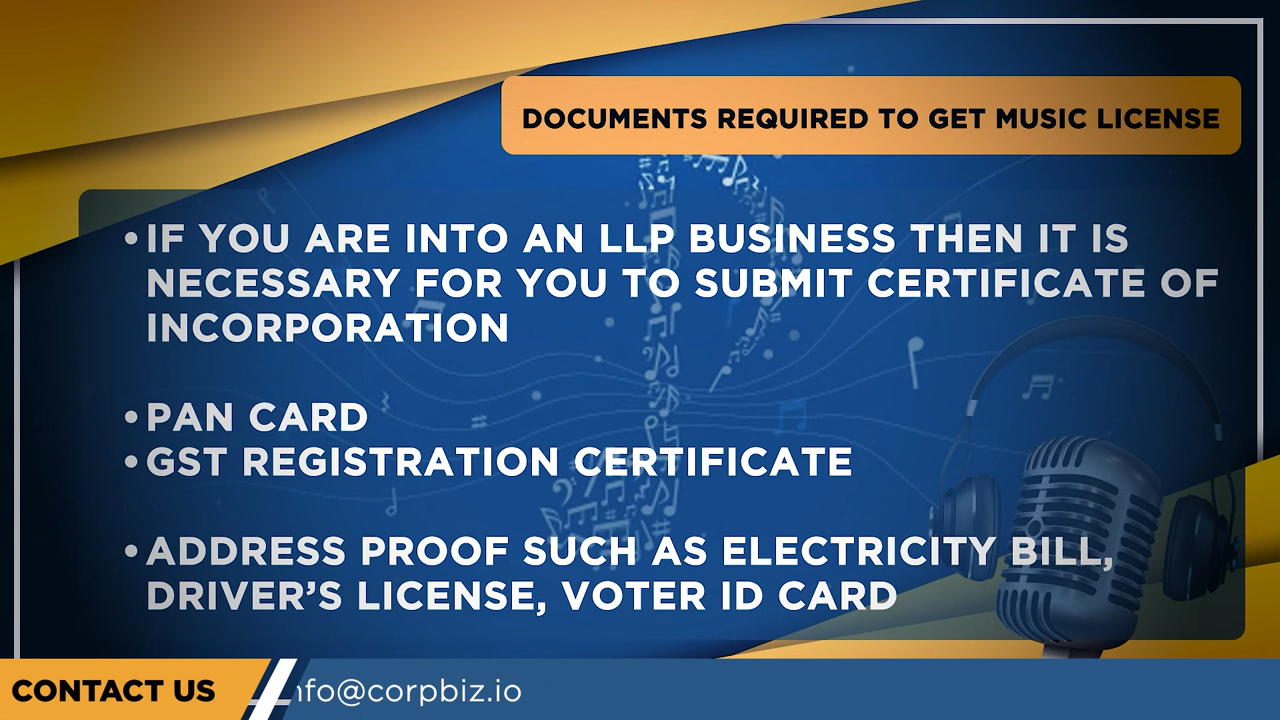 DOCUMENTS REQUIRED TO GET MUSIC LICENSE
• IF YOU ARE INTO AN LLP BUSINESS THEN IT IS
NECESSARY FOR YOU TO SUBMIT CERTIFICATE OF
INCORPORATION
• PAN CARD
• GST REGISTRATION CERTIFICATE
• ADDRESS PROOF SUCH AS ELECTRICITY BILL,
DRIVER’S LICENSE, VOTER ID CARD
CONTACT US
nfo@corpbiz.io